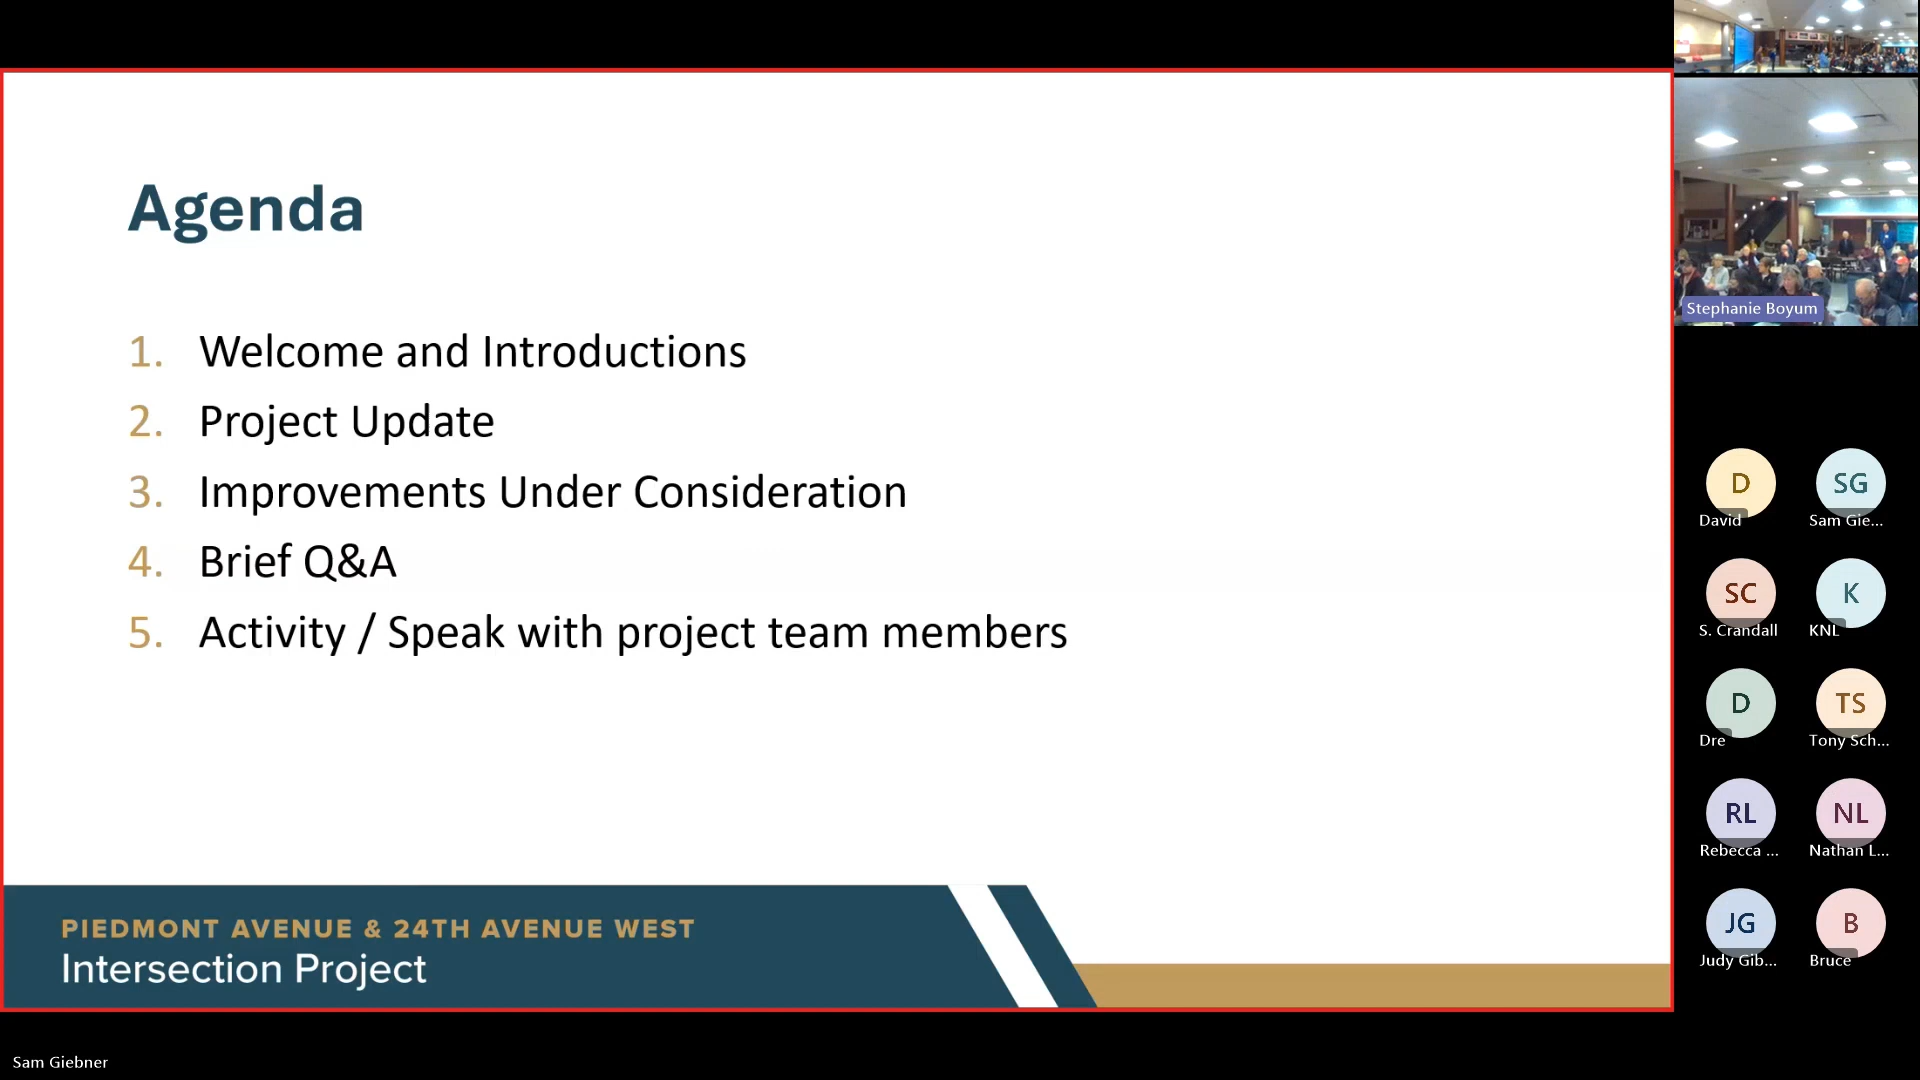 Agenda
1. Welcome and Introductions
2. Project Update
3. Improvements Under Consideration
4. Brief Q&A
5. Activity / Speak with project team members
PIEDMONT AVENUE & 24TH AVENUE WEST
Intersection Project
Sam Giebner
Stephanie Boyum
D
David
SG
Sam Gie...
SC
S. Crandall
K
KNL
D
Dre
TS
Tony Sch...
RL
Rebecca ...
NL
Nathan L...
JG
Judy Gib...
B
Bruce